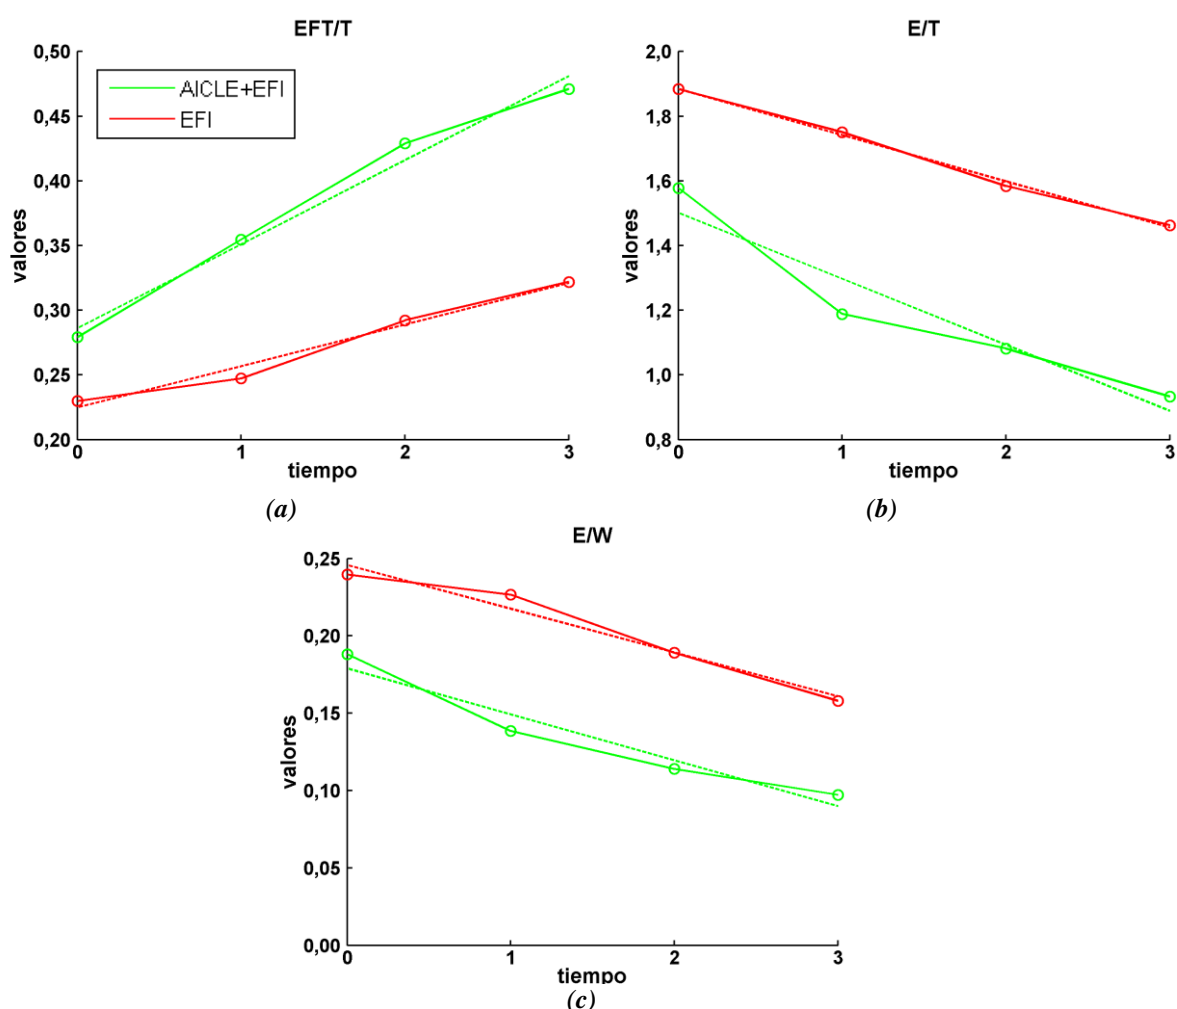 EFT/T
0,50
0,45
0,40
0,35
0,30
0,25
0,20
valores
AICLE+EFI
EFI
0 1 2 3
tiempo
(a)
E/T
2,0
1,8
1,6
1,4
1,2
1,0
0,8
valores
0 1 2 3
tiempo
(b)
E/W
0,25
0,20
0,15
0,10
0,05
0,00
valores
0 1 2 3
tiempo
(c)